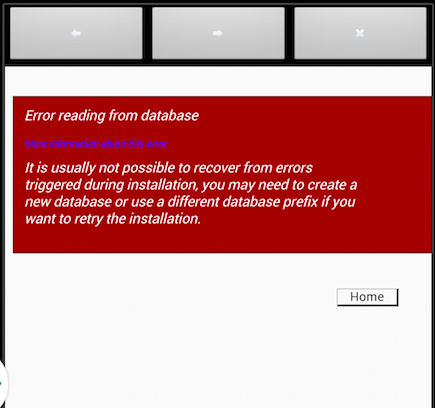 Error reading from database
More information about this error
It is usually not possible to recover from errors
triggered during installation, you may need to create a
new database or use a different database prefix if you
want to retry the installation.
Home